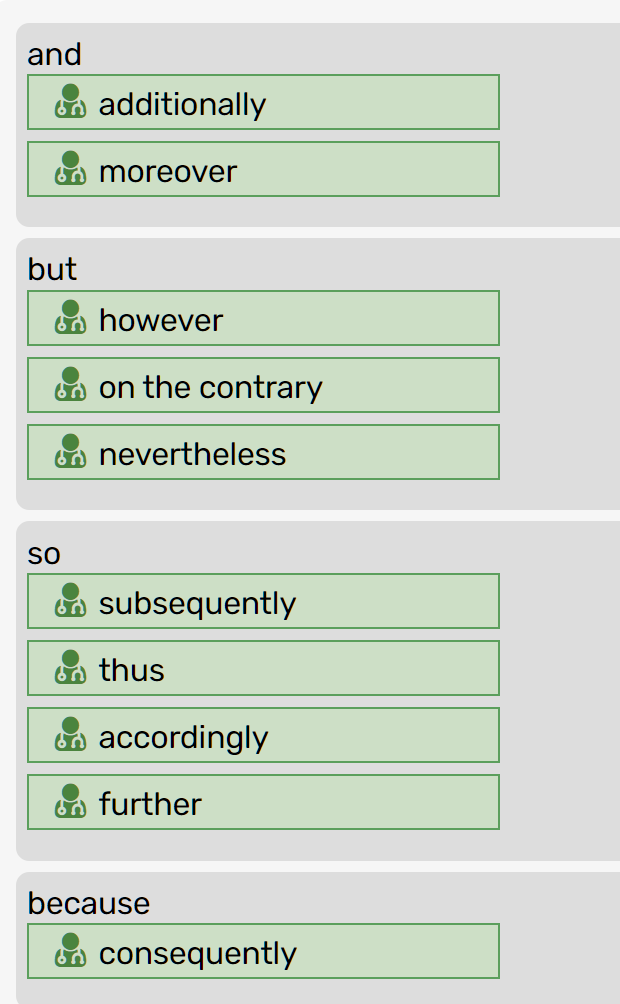 and
additionally
moreover
but
however
on the contrary
nevertheless
so
subsequently
thus
accordingly
further
because
consequently